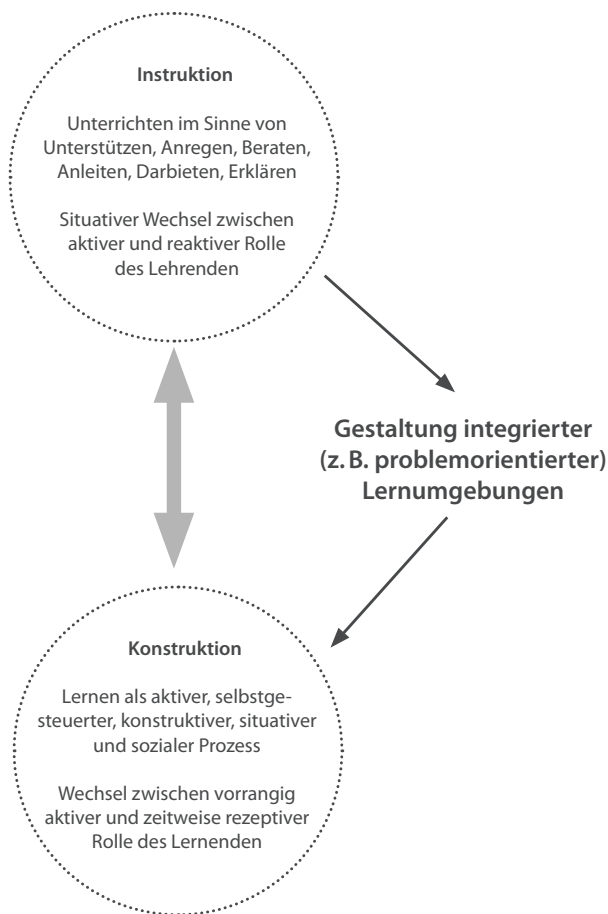 Instruktion
Unterrichten im Sinne von
Unterstützen, Anregen, Beraten,
Anleiten, Darbieten, Erklären
Situativer Wechsel zwischen
aktiver und reaktiver Rolle
des Lehrenden
Gestaltung integrierter
(z. B. problemorientierter)
Lernumgebungen
Konstruktion
Lernen als aktiver, selbstge-
steuerter, konstruktiver, situativer
und sozialer Prozess
Wechsel zwischen vorrangig
aktiver und zeitweise rezeptiver
Rolle des Lernenden